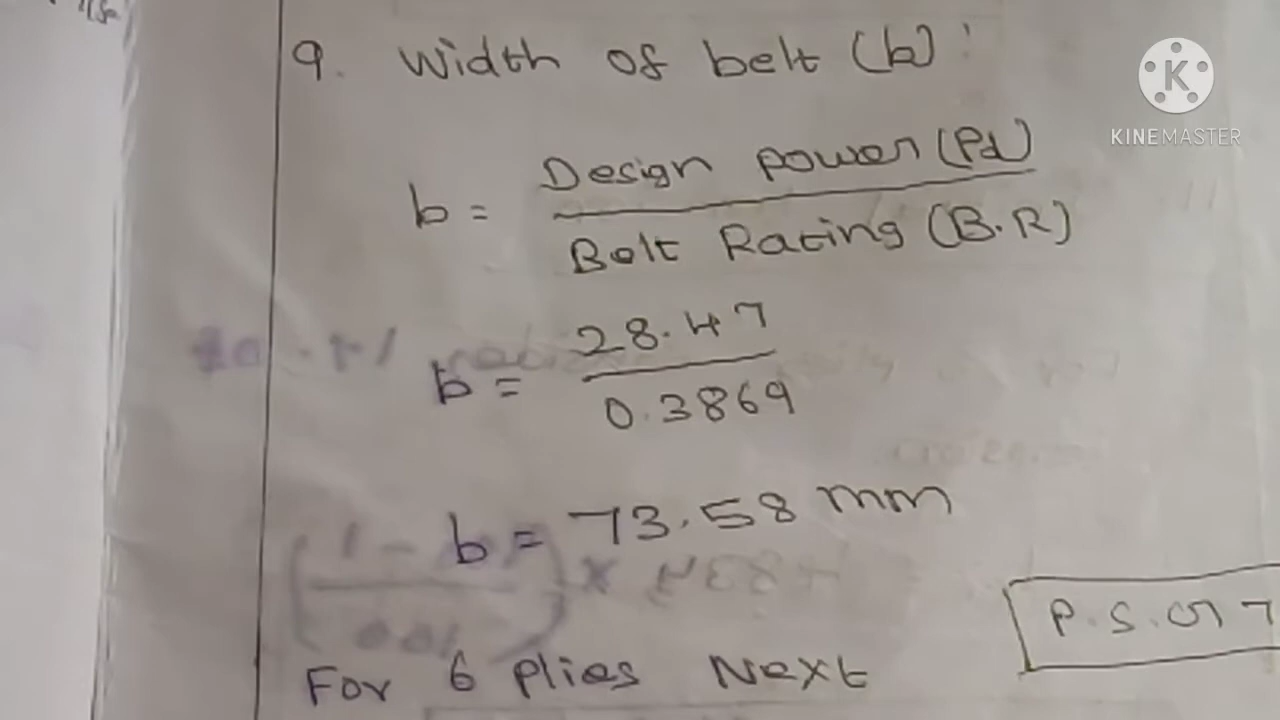 9. Width of belt (b):
KINEMASTER
b = Design power (Pd)
Belt Rating (B.R)
b = 28.47
0.3869
b = 73.58 mm
For 6 Plies Next